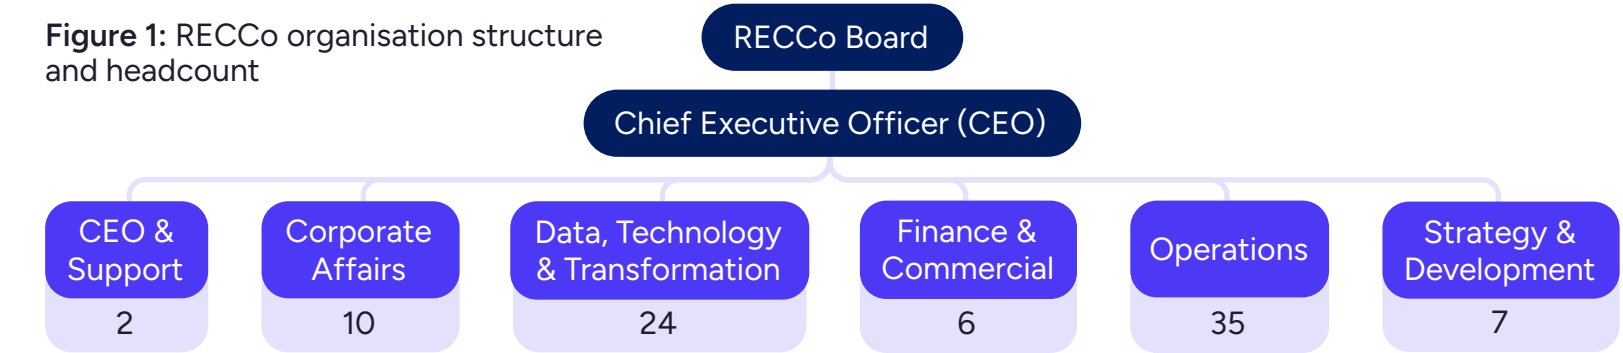 Figure 1: RECCo organisation structure
and headcount
RECCo Board
Chief Executive Officer (CEO)
CEO &
Support
2
Corporate
Affairs
10
Data, Technology
& Transformation
24
Finance &
Commercial
6
Operations
35
Strategy &
Development
7